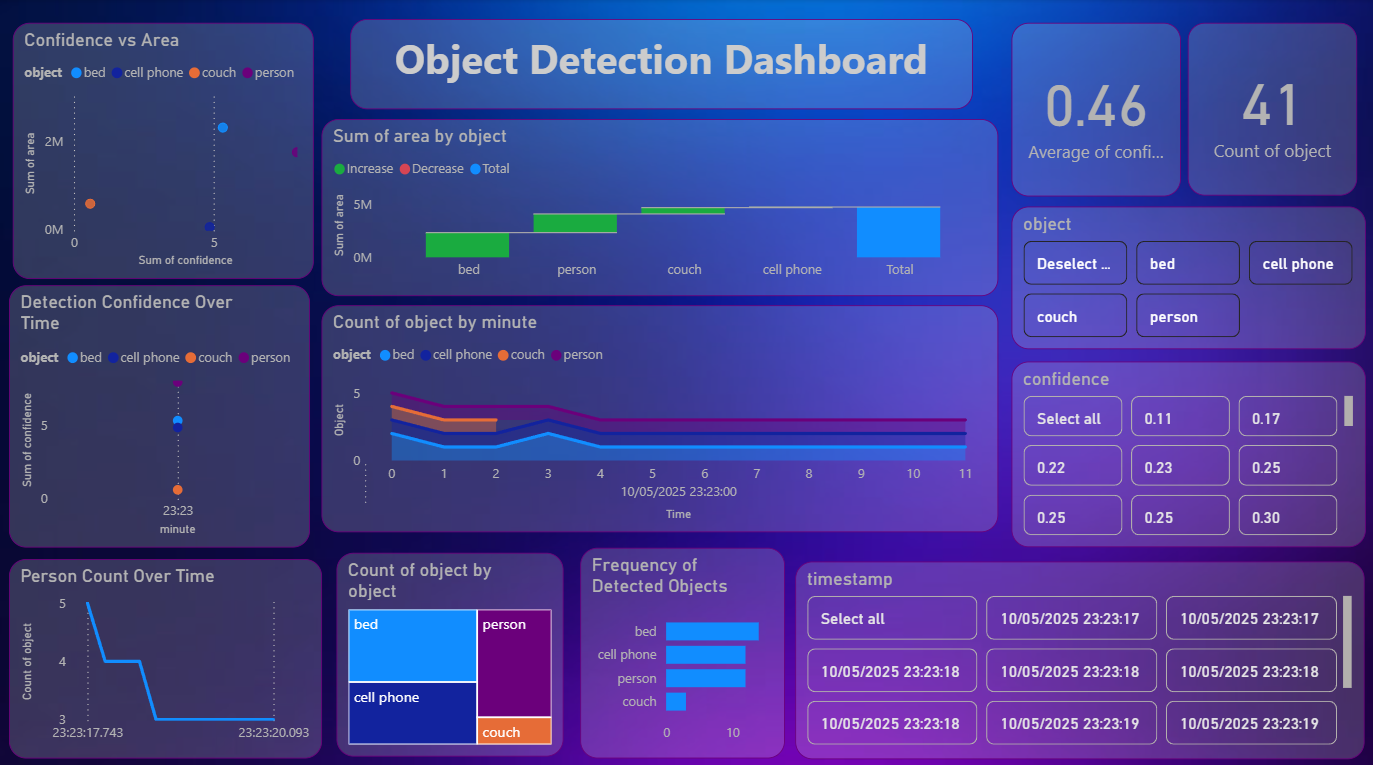 Confidence vs Area
object bed cell phone couch person
Sum of area
2M
0M
0 5
Sum of confidence
Object Detection Dashboard
0.46
Average of confi...
41
Count of object
Sum of area by object
Increase Decrease Total
Sum of area
5M
0M
bed person couch cell phone Total
object
Deselect ... bed cell phone
couch person
Detection Confidence Over
Time
object bed cell phone couch person
Sum of confidence
5
0
23:23
minute
Count of object by minute
object bed cell phone couch person
Object
5
0
0 1 2 3 4 5 6 7 8 9 10 11
10/05/2025 23:23:00
Time
confidence
Select all 0.11 0.17
0.22 0.23 0.25
0.25 0.25 0.30
Person Count Over Time
Count of object
5
4
3
23:23:17.743 23:23:20.093
Count of object by
object
bed person
cell phone
couch
Frequency of
Detected Objects
bed
cell phone
person
couch
0 10
timestamp
Select all 10/05/2025 23:23:17 10/05/2025 23:23:17
10/05/2025 23:23:18 10/05/2025 23:23:18 10/05/2025 23:23:18
10/05/2025 23:23:18 10/05/2025 23:23:19 10/05/2025 23:23:19